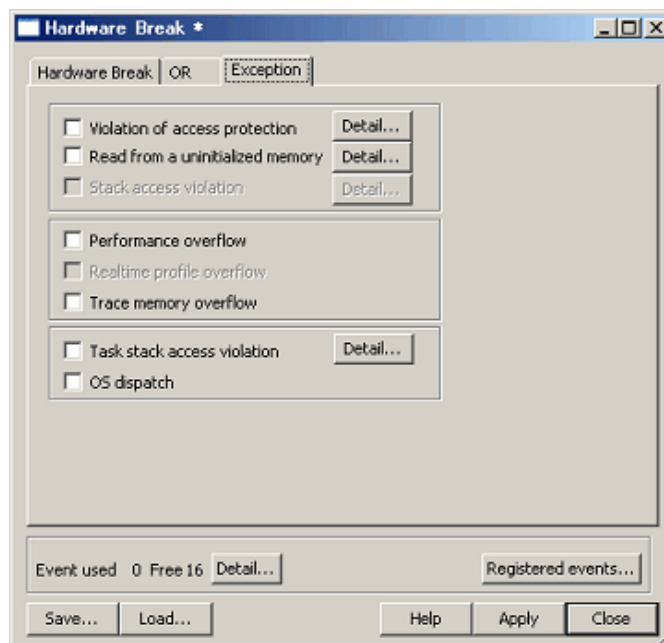 Hardware Break *
Hardware Break OR Exception
Violation of access protection Detail...
Read from a uninitialized memory Detail...
Stack access violation Detail...
Performance overflow
Realtime profile overflow
Trace memory overflow
Task stack access violation Detail...
OS dispatch
Event used 0 Free 16 Detail... Registered events...
Save... Load... Help Apply Close